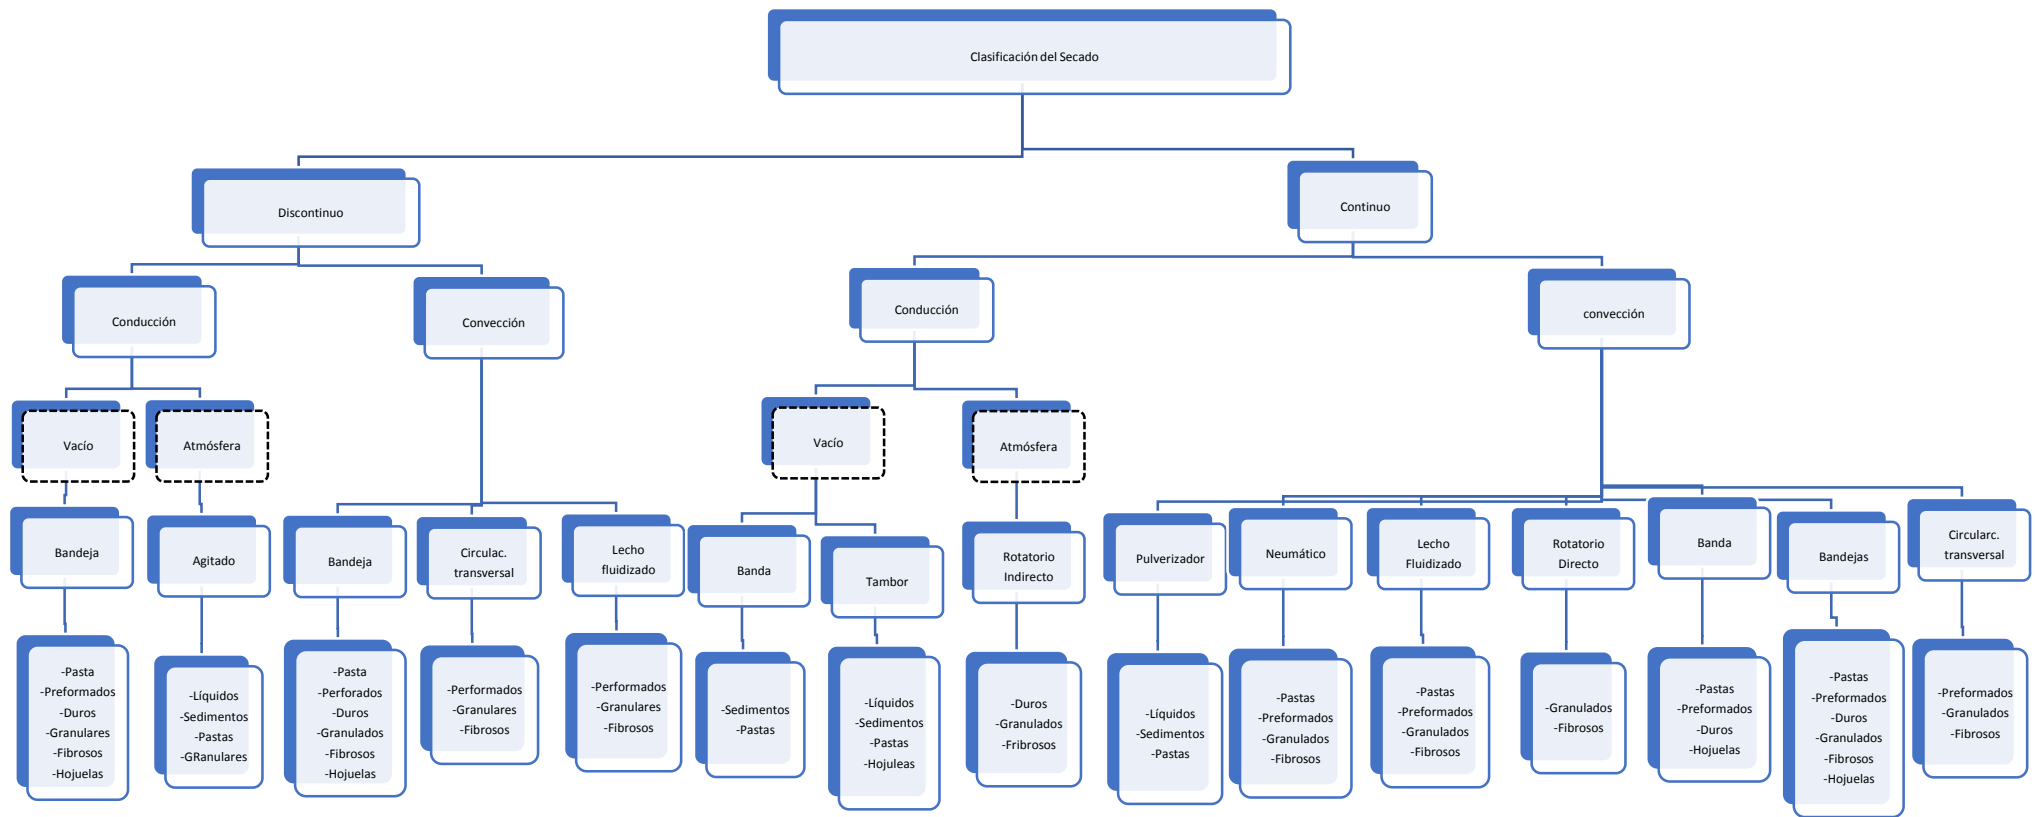 Clasificación del Secado
Discontinuo
Continuo
Conducción
Convección
Conducción
convección
Vacío
Atmósfera
Vacío
Atmósfera
Bandeja
Agitado
Bandeja
Circulac.
transversal
Lecho
fluidizado
Banda
Tambor
Rotatorio
Indirecto
Pulverizador
Neumático
Lecho
Fluidizado
Rotatorio
Directo
Banda
Bandejas
Circularc.
transversal
-Pasta
-Preformados
-Duros
-Granulares
-Fibrosos
-Hojuelas
-Líquidos
-Sedimentos
-Pastas
-GRanulares
-Pasta
-Perforados
-Duros
-Granulados
-Fibrosos
-Hojuelas
-Performados
-Granulares
-Fibrosos
-Performados
-Granulares
-Fibrosos
-Sedimentos
-Pastas
-Líquidos
-Sedimentos
-Pastas
-Hojuleas
-Duros
-Granulados
-Fribrosos
-Líquidos
-Sedimentos
-Pastas
-Pastas
-Preformados
-Granulados
-Fibrosos
-Pastas
-Preformados
-Granulados
-Fibrosos
-Granulados
-Fibrosos
-Pastas
-Preformados
-Duros
-Hojuelas
-Pastas
-Preformados
-Duros
-Granulados
-Fibrosos
-Hojuelas
-Preformados
-Granulados
-Fibrosos